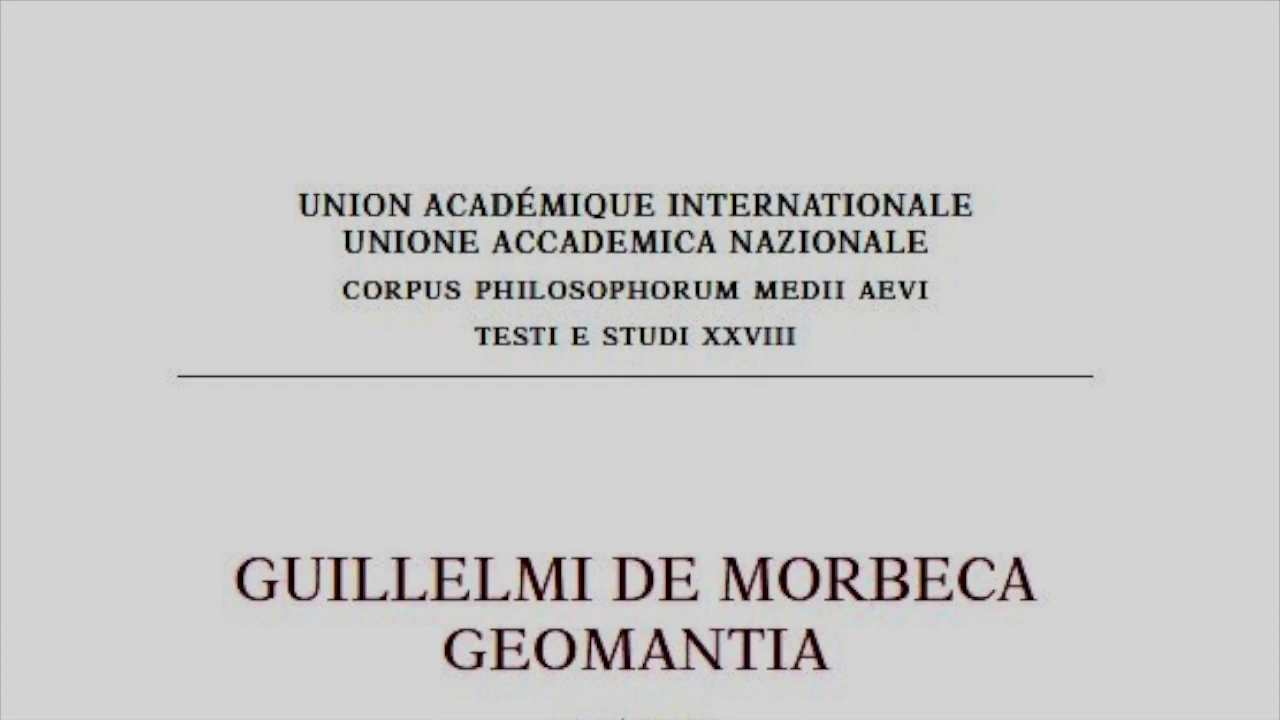 UNION ACADÉMIQUE INTERNATIONALE
UNIONE ACCADEMICA NAZIONALE
CORPUS PHILOSOPHORUM MEDII AEVI
TESTI E STUDI XXVIII
GUILLELMI DE MORBECA
GEOMANTIA